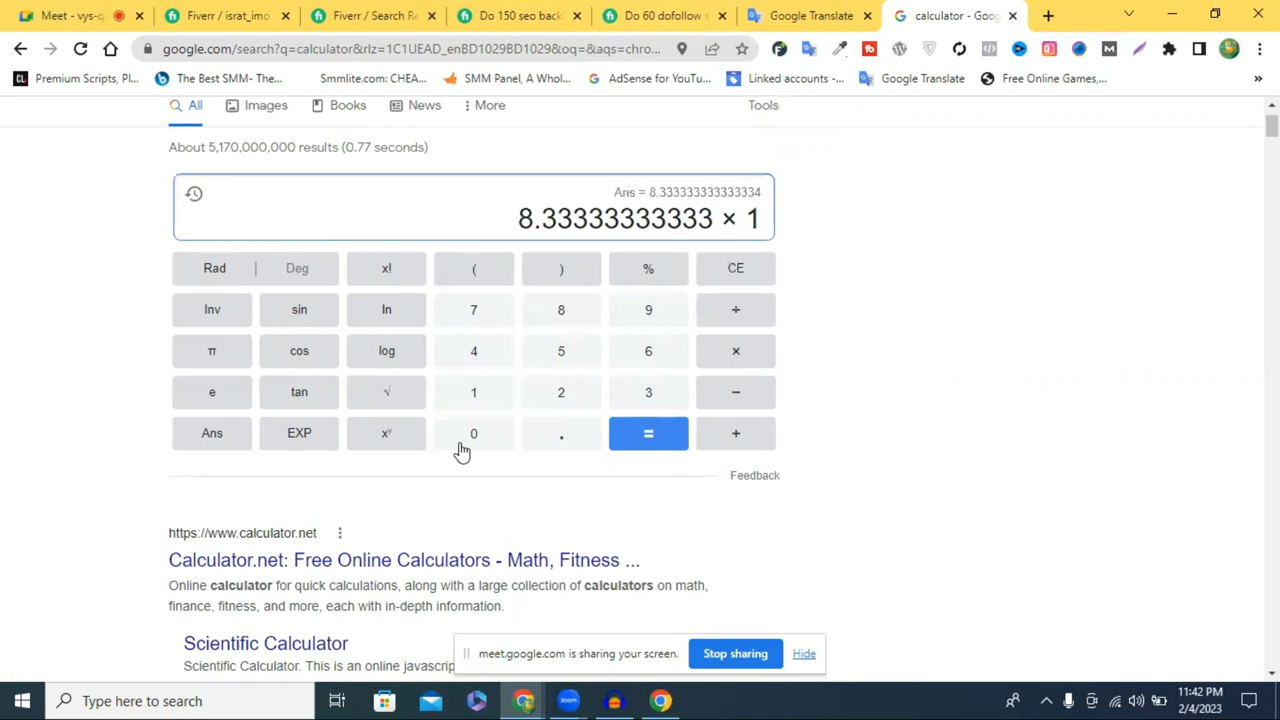 Meet - vys-q
Fiverr / israt_imo
Fiverr / Search Re
Do 150 seo back
Do 60 dofollow s
Google Translate
calculator - Goog
google.com/search?q=calculator&rlz=1C1UEAD_enBD1029BD1029&oq=&aqs=chro...
Premium Scripts, Pl...
The Best SMM- The...
Smmlite.com: CHEA...
SMM Panel, A Whol...
AdSense for YouTu...
Linked accounts -...
Google Translate
Free Online Games,...
»
All
Images
Books
News
More
Tools
About 5,170,000,000 results (0.77 seconds)
Ans = 8.333333333333334
8.33333333333 × 1
Rad | Deg x! ( ) % CE
Inv sin ln 7 8 9 ÷
π cos log 4 5 6 ×
e tan √ 1 2 3 −
Ans EXP xʸ 0 . = +
Feedback
https://www.calculator.net
Calculator.net: Free Online Calculators - Math, Fitness ...
Online calculator for quick calculations, along with a large collection of calculators on math,
finance, fitness, and more, each with in-depth information.
Scientific Calculator
Scientific Calculator. This is an online javascrip
meet.google.com is sharing your screen.
Stop sharing
Hide
Type here to search
zoom
11:42 PM
2/4/2023